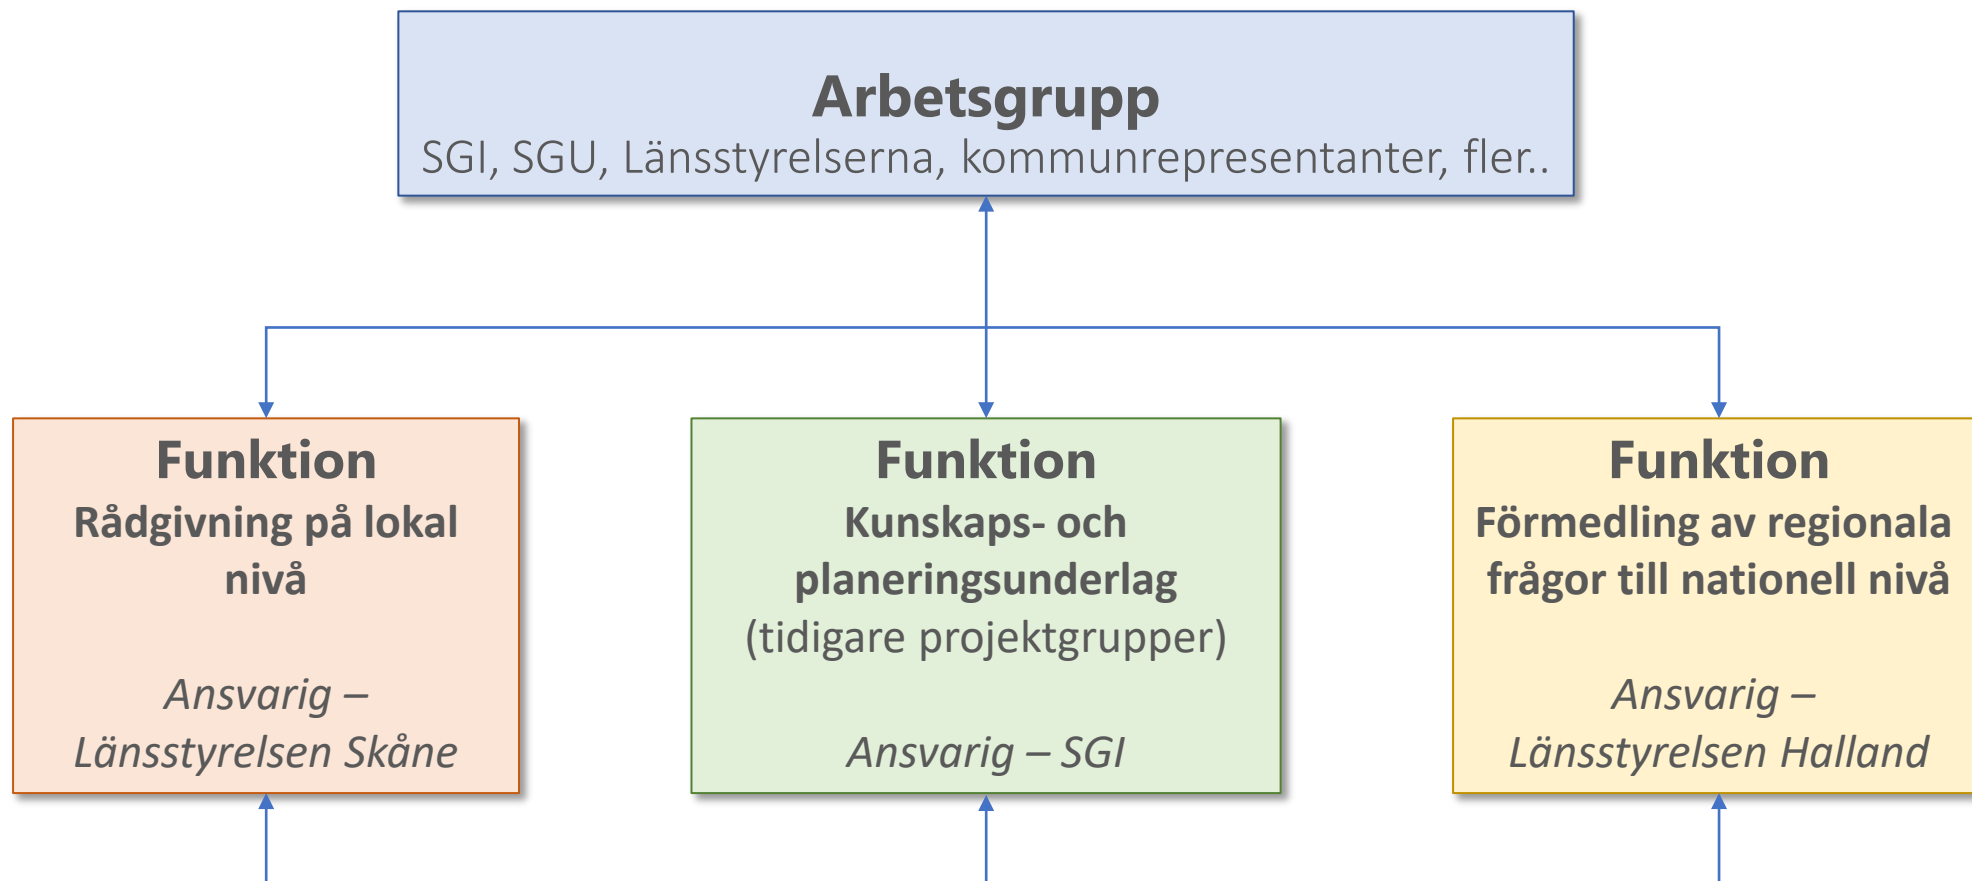 Arbetsgrupp
SGI, SGU, Länsstyrelserna, kommunrepresentanter, fler..
Funktion
Rådgivning på lokal
nivå
Ansvarig –
Länsstyrelsen Skåne
Funktion
Kunskaps- och
planeringsunderlag
(tidigare projektgrupper)
Ansvarig – SGI
Funktion
Förmedling av regionala
frågor till nationell nivå
Ansvarig –
Länsstyrelsen Halland